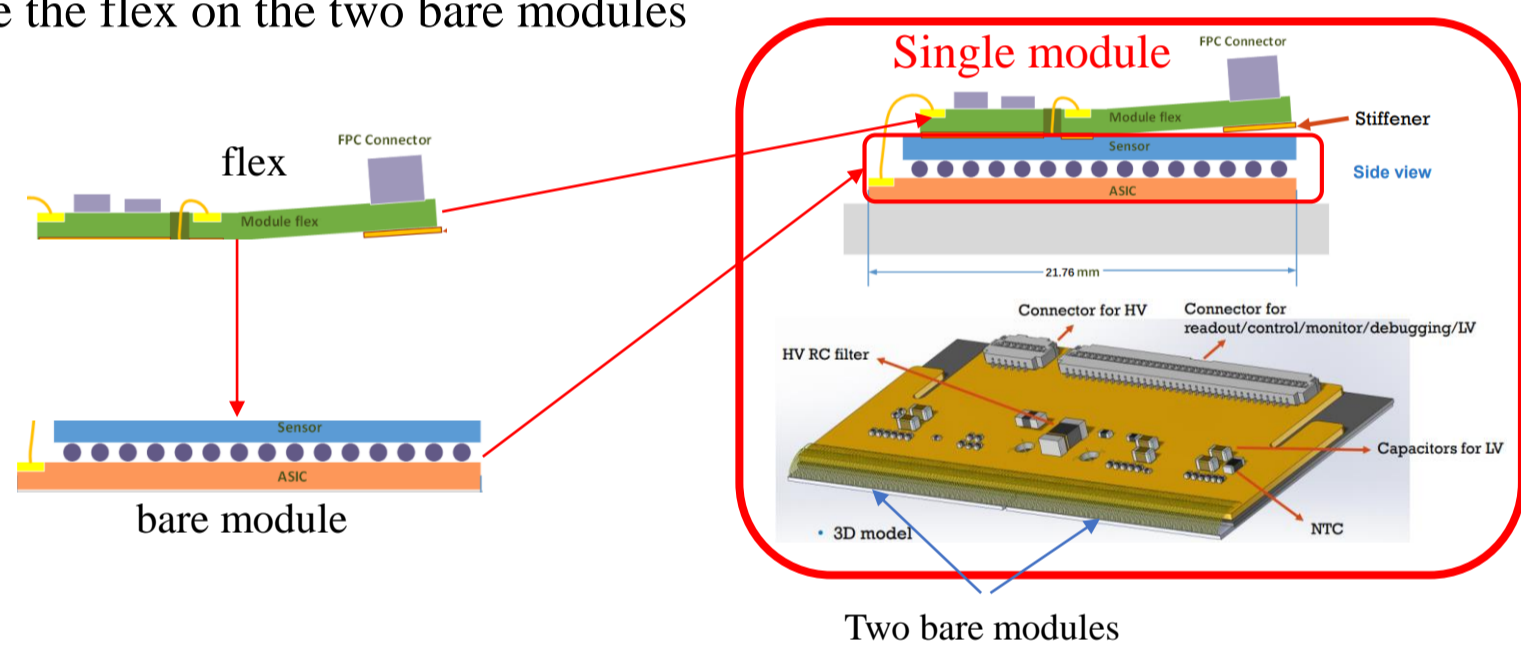 e the flex on the two bare modules
flex
FPC Connector
Module flex
Sensor
ASIC
bare module
Single module
FPC Connector
Module flex
Stiffener
Sensor
Side view
ASIC
21.76 mm
Connector for HV
Connector for
readout/control/monitor/debugging/LV
HV RC filter
Capacitors for LV
NTC
• 3D model
Two bare modules